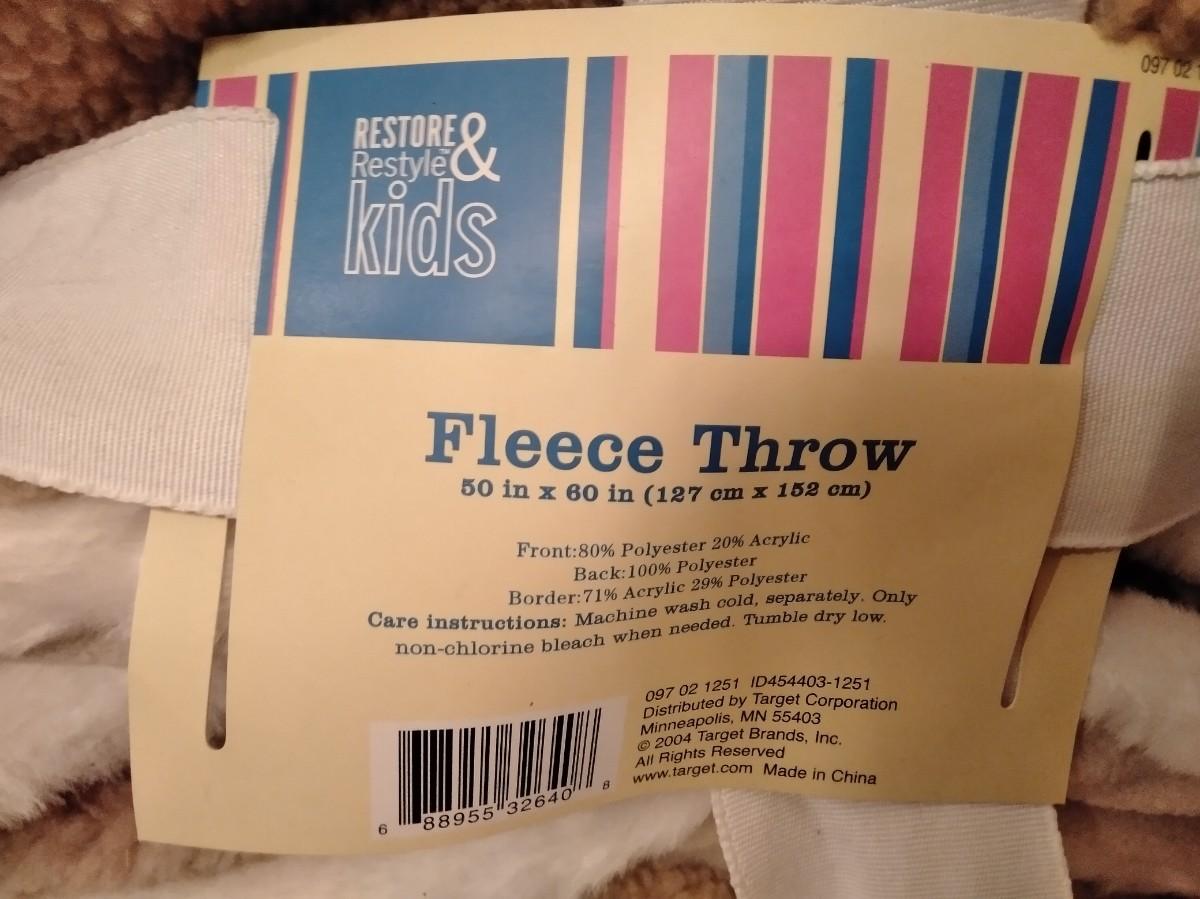 RESTORE &
Restyle™
kids
097 02 1
Fleece Throw
50 in x 60 in (127 cm x 152 cm)
Front:80% Polyester 20% Acrylic
Back:100% Polyester
Border:71% Acrylic 29% Polyester
Care instructions: Machine wash cold, separately. Only
non-chlorine bleach when needed. Tumble dry low.
097 02 1251 ID454403-1251
Distributed by Target Corporation
Minneapolis, MN 55403
© 2004 Target Brands, Inc.
All Rights Reserved
www.target.com Made in China
6 88955 32640 8